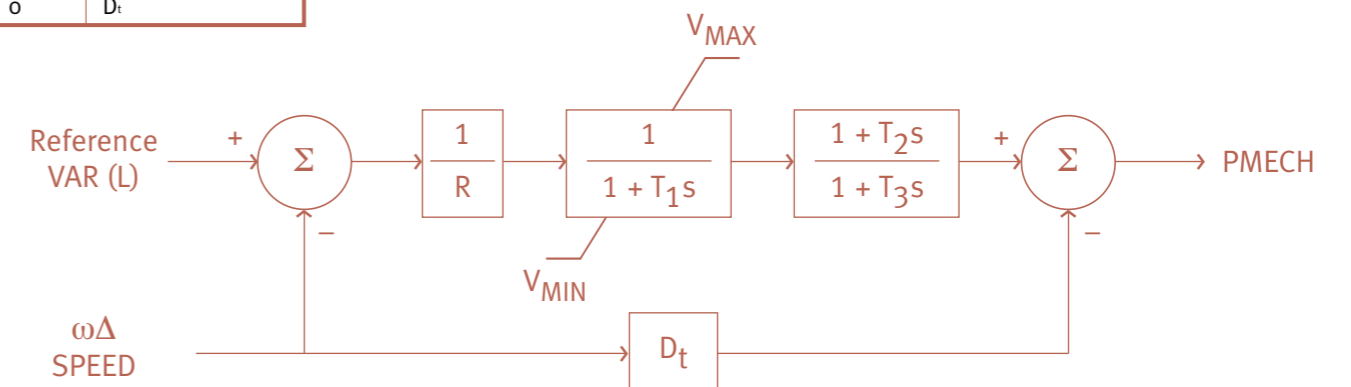 o Dt
VMAX
Reference
VAR (L)
+
Σ
1
R
1
1 + T1s
1 + T2s
1 + T3s
+
Σ
PMECH
–
–
VMIN
ωΔ
SPEED
Dt